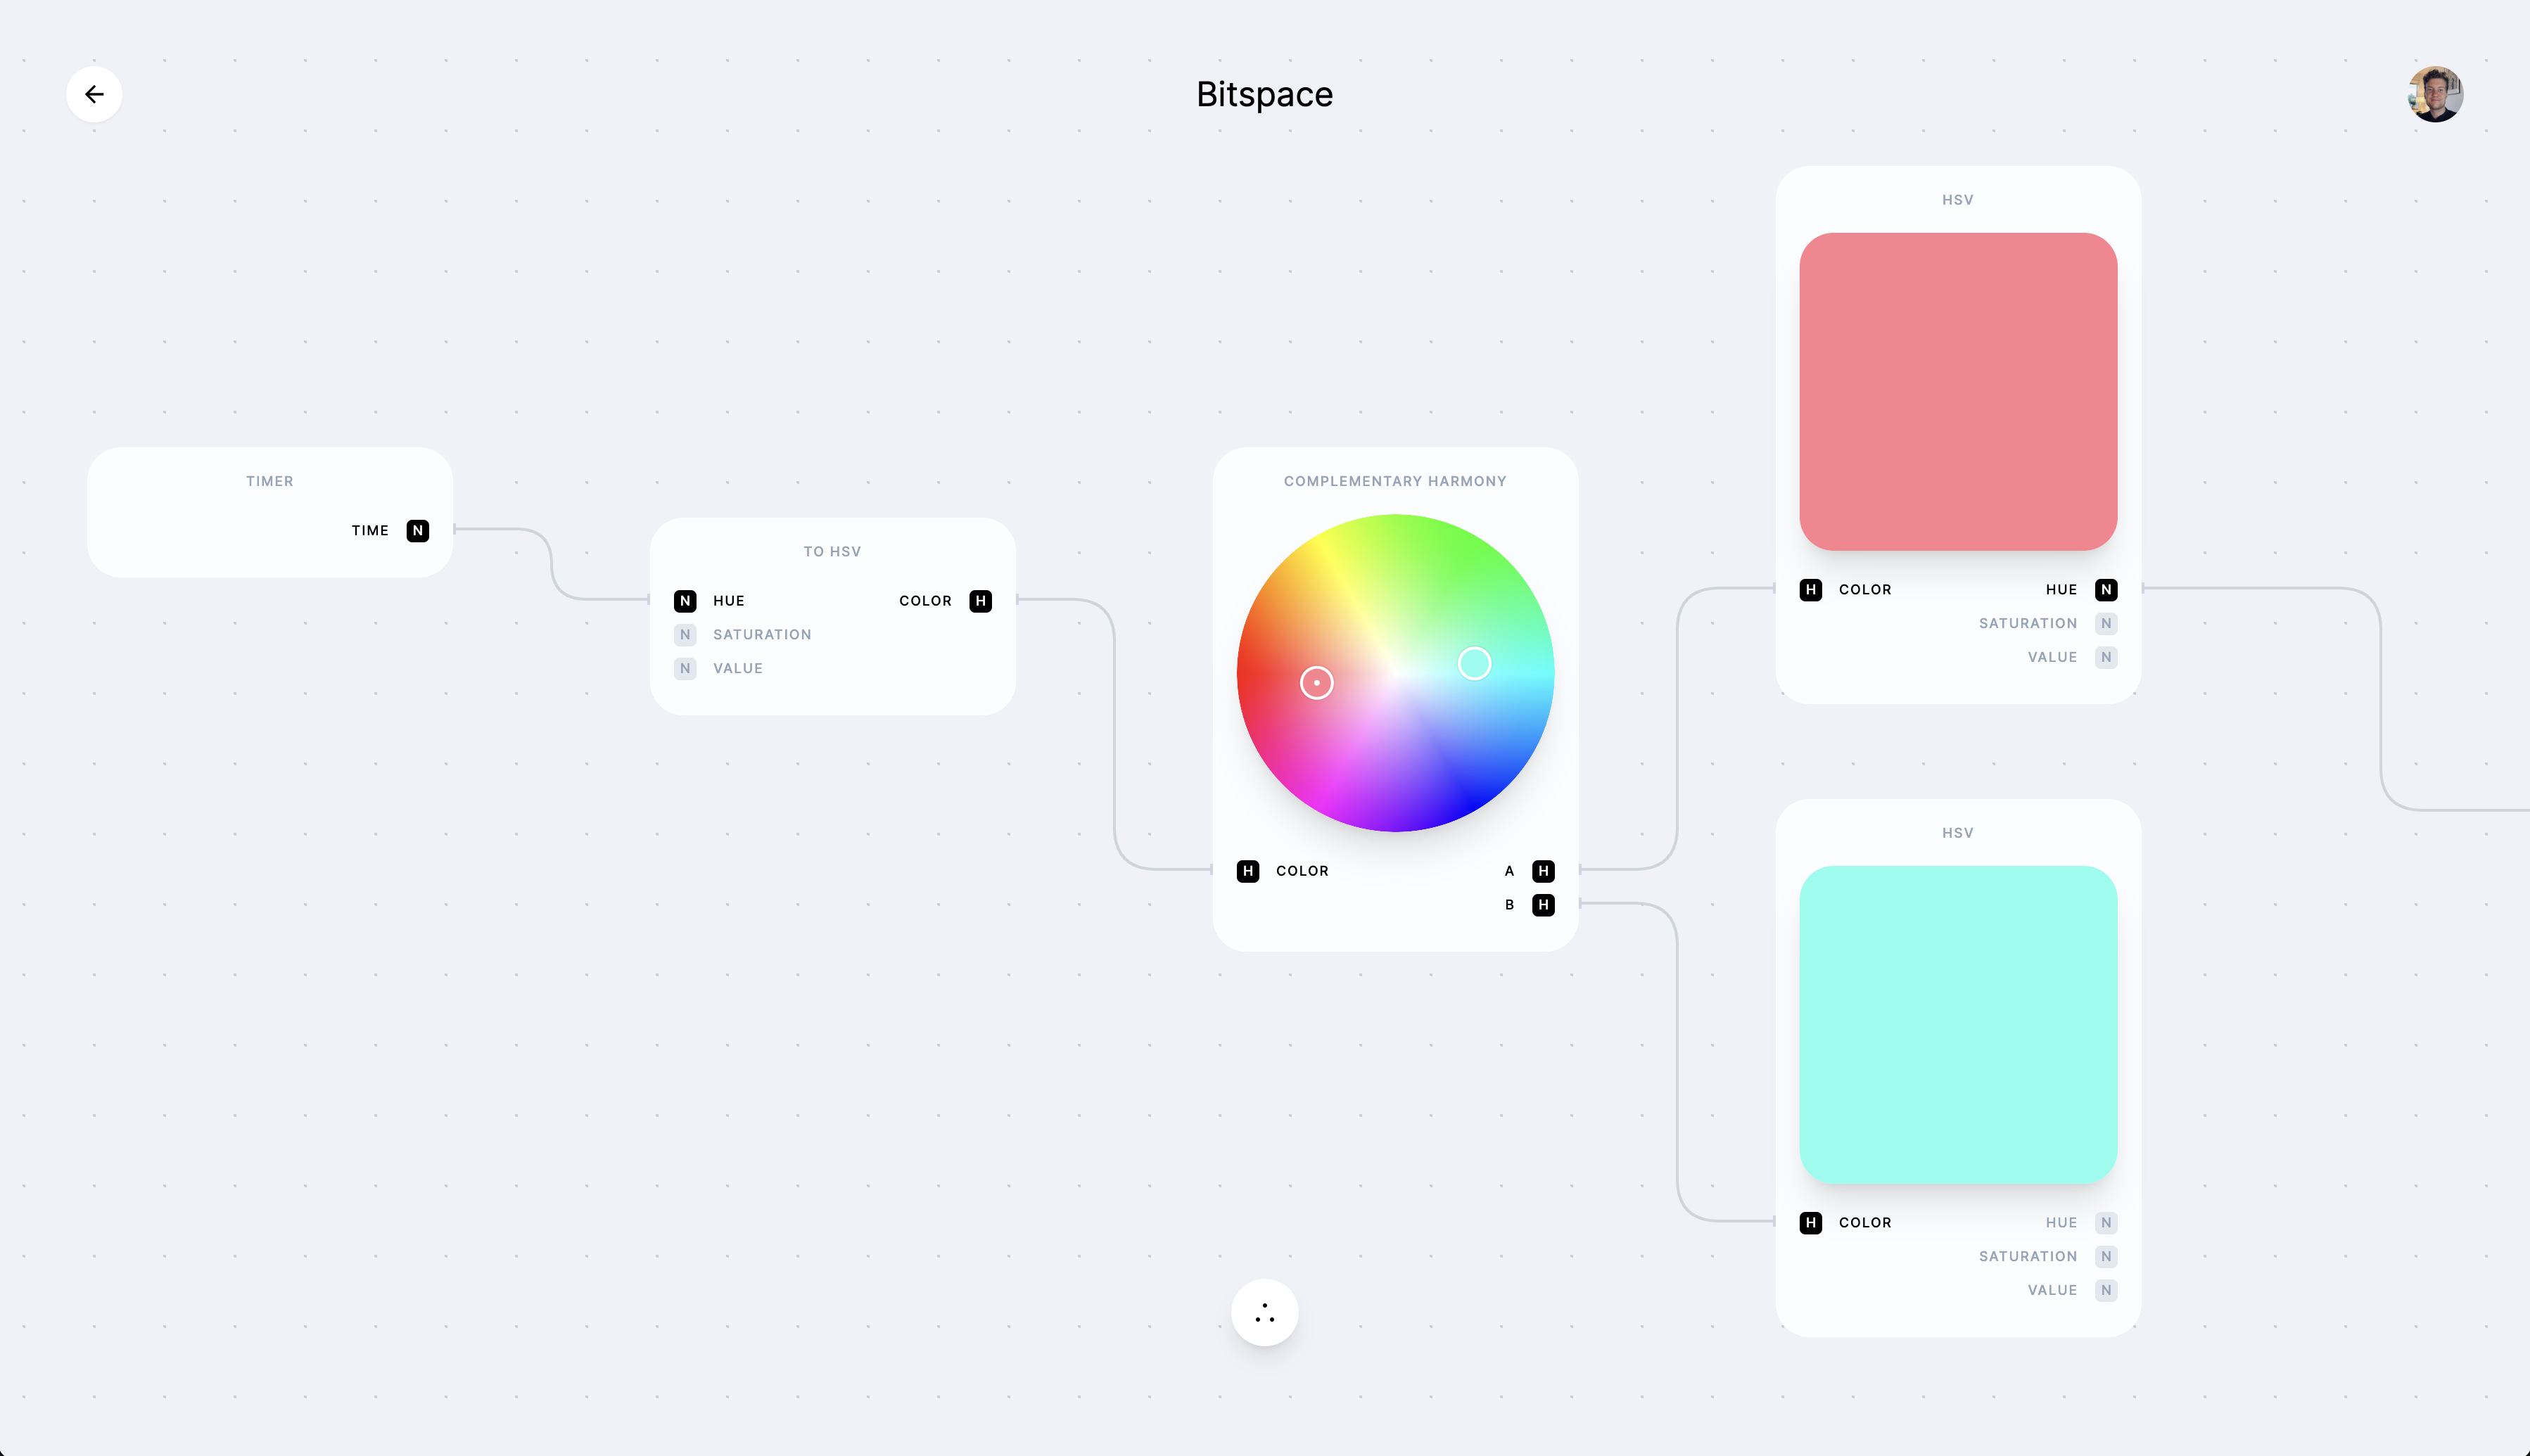 Bitspace
TIMER
TIME N
TO HSV
N HUE COLOR H
N SATURATION
N VALUE
COMPLEMENTARY HARMONY
H COLOR A H
B H
HSV
H COLOR HUE N
SATURATION N
VALUE N
HSV
H COLOR HUE N
SATURATION N
VALUE N